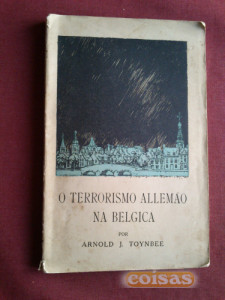 O TERRORISMO ALLEMÃO
NA BELGICA
POR
ARNOLD J. TOYNBEE
coisas